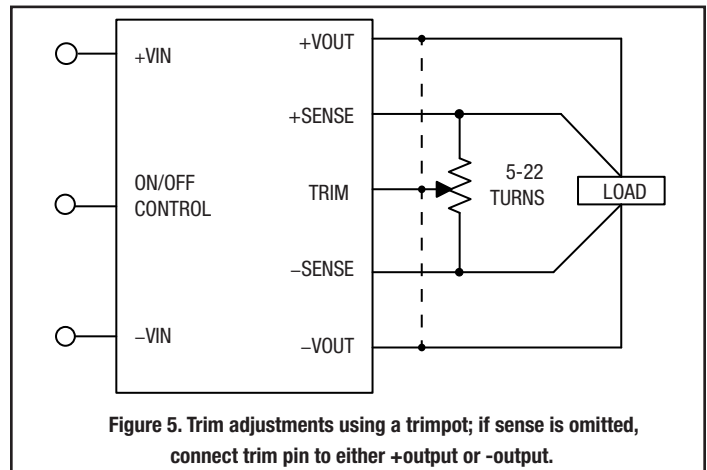 +VIN
ON/OFF
CONTROL
−VIN
+VOUT
+SENSE
TRIM
−SENSE
−VOUT
5-22
TURNS
LOAD
Figure 5. Trim adjustments using a trimpot; if sense is omitted,
connect trim pin to either +output or -output.